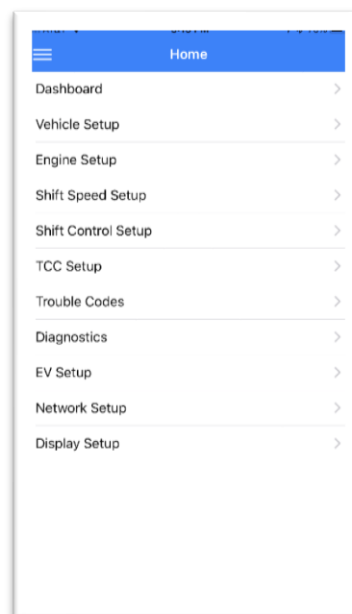 Home
Dashboard
Vehicle Setup
Engine Setup
Shift Speed Setup
Shift Control Setup
TCC Setup
Trouble Codes
Diagnostics
EV Setup
Network Setup
Display Setup